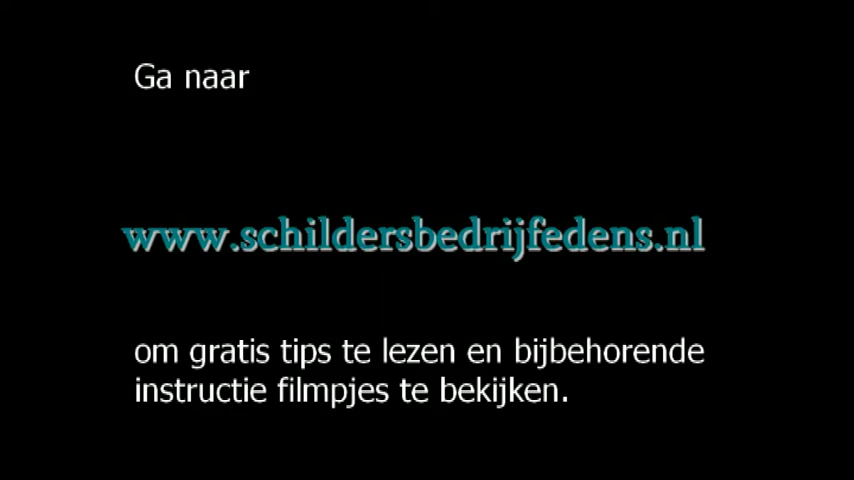 Ga naar
www.schildersbedrijfedens.nl
om gratis tips te lezen en bijbehorende
instructie filmpjes te bekijken.